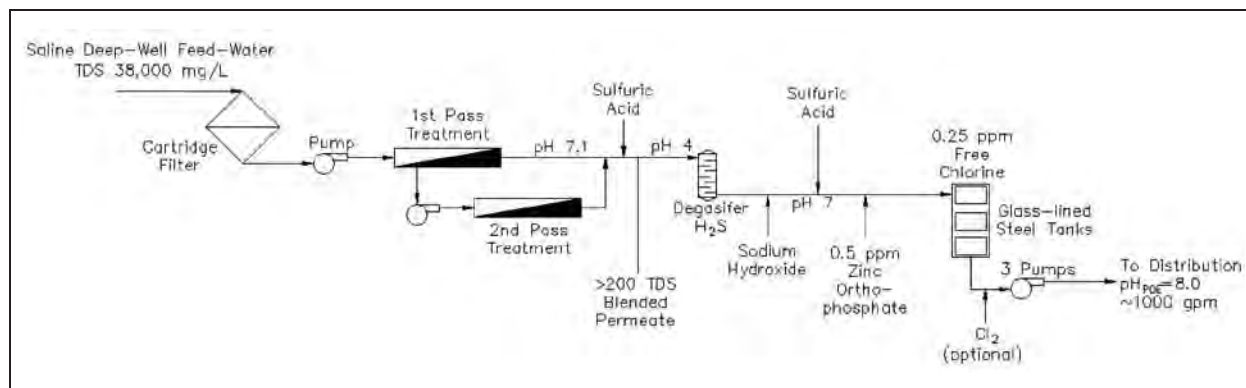 Saline Deep-Well Feed-Water
TDS 38,000 mg/L
Cartridge
Filter
Pump
1st Pass
Treatment
2nd Pass
Treatment
pH 7.1
Sulfuric
Acid
pH 4
>200 TDS
Blended
Permeate
Degasifer
H₂S
Sodium
Hydroxide
Sulfuric
Acid
pH 7
0.5 ppm
Zinc
Ortho-
phosphate
0.25 ppm
Free
Chlorine
Glass-lined
Steel Tanks
3 Pumps
Cl₂
(optional)
To Distribution
pH_POE=8.0
~1000 gpm